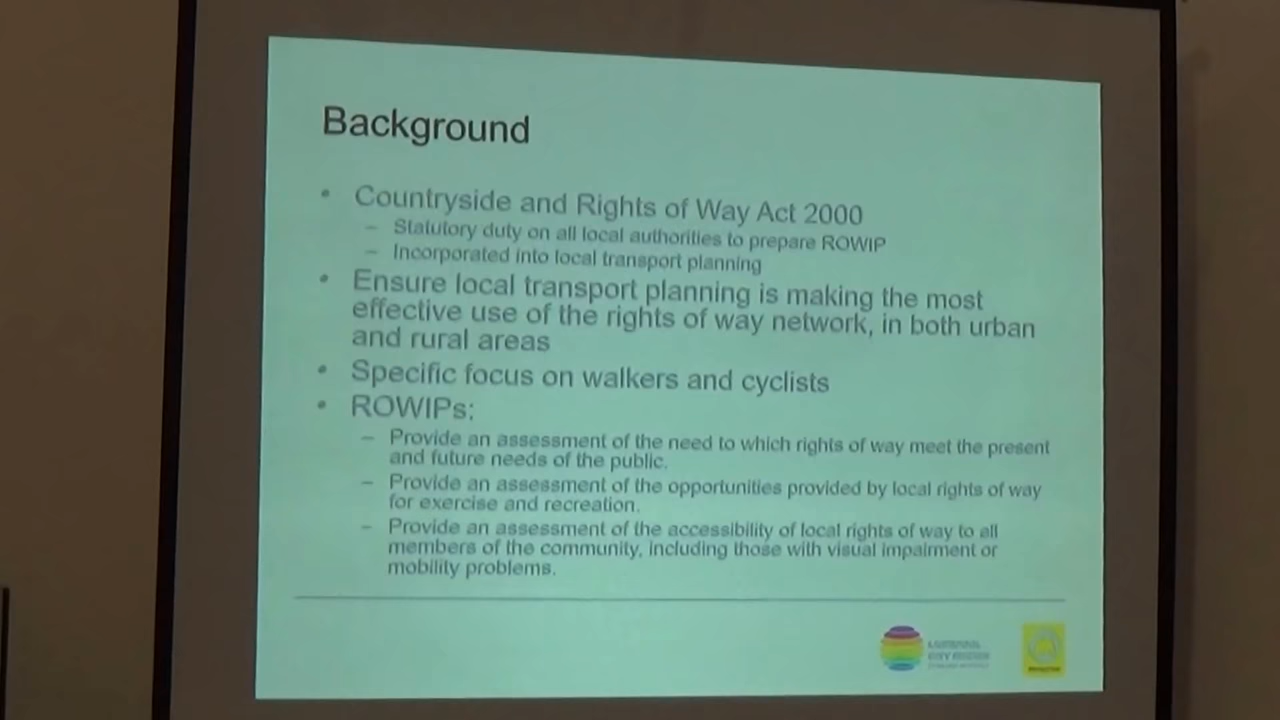 Background
• Countryside and Rights of Way Act 2000
– Statutory duty on all local authorities to prepare ROWIP
– Incorporated into local transport planning
• Ensure local transport planning is making the most
effective use of the rights of way network, in both urban
and rural areas
• Specific focus on walkers and cyclists
• ROWIPs:
– Provide an assessment of the need to which rights of way meet the present
and future needs of the public.
– Provide an assessment of the opportunities provided by local rights of way
for exercise and recreation.
– Provide an assessment of the accessibility of local rights of way to all
members of the community, including those with visual impairment or
mobility problems.